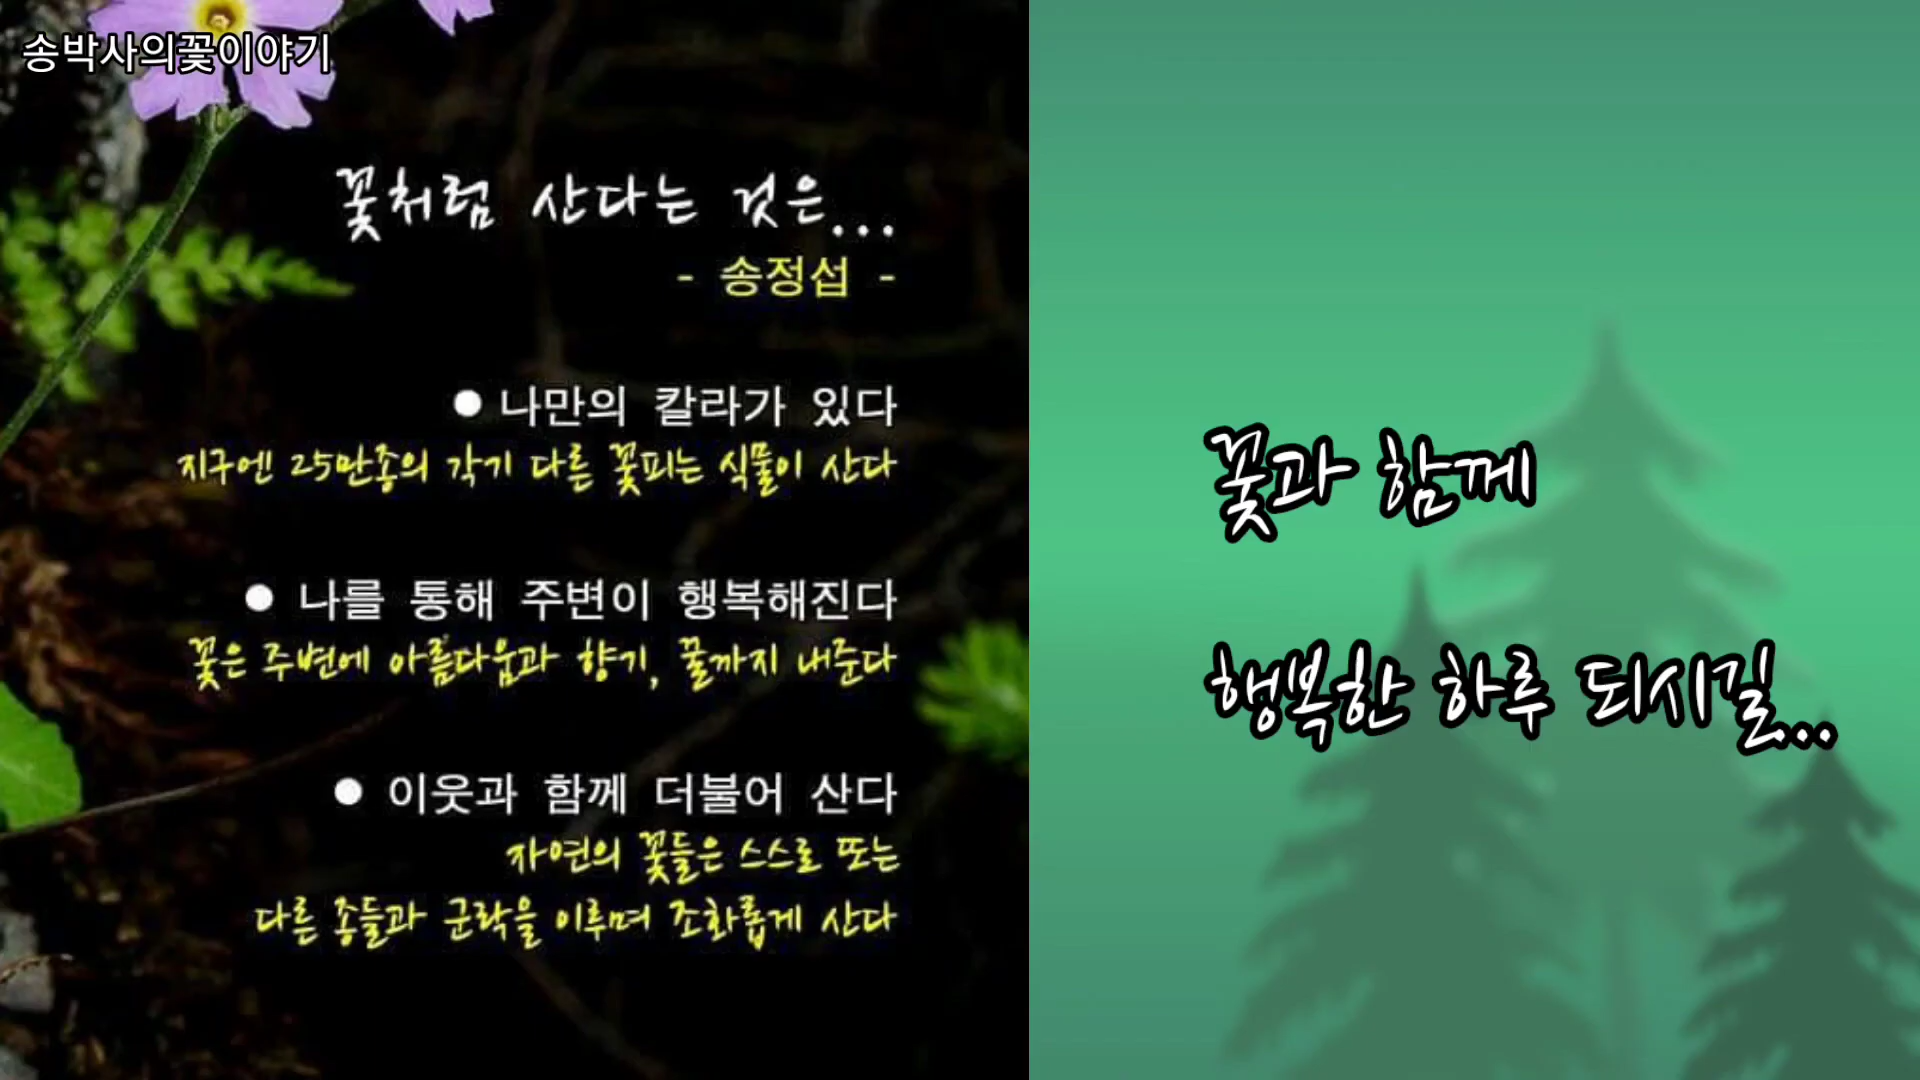 송박사의꽃이야기
꽃처럼 산다는 것은...
- 송정섭 -
● 나만의 칼라가 있다
지구엔 25만종의 각기 다른 꽃피는 식물이 산다
● 나를 통해 주변이 행복해진다
꽃은 주변에 아름다움과 향기, 꿀까지 내준다
● 이웃과 함께 더불어 산다
자연의 꽃들은 스스로 또는
다른 종들과 군락을 이루며 조화롭게 산다
꽃과 함께
행복한 하루 되시길...